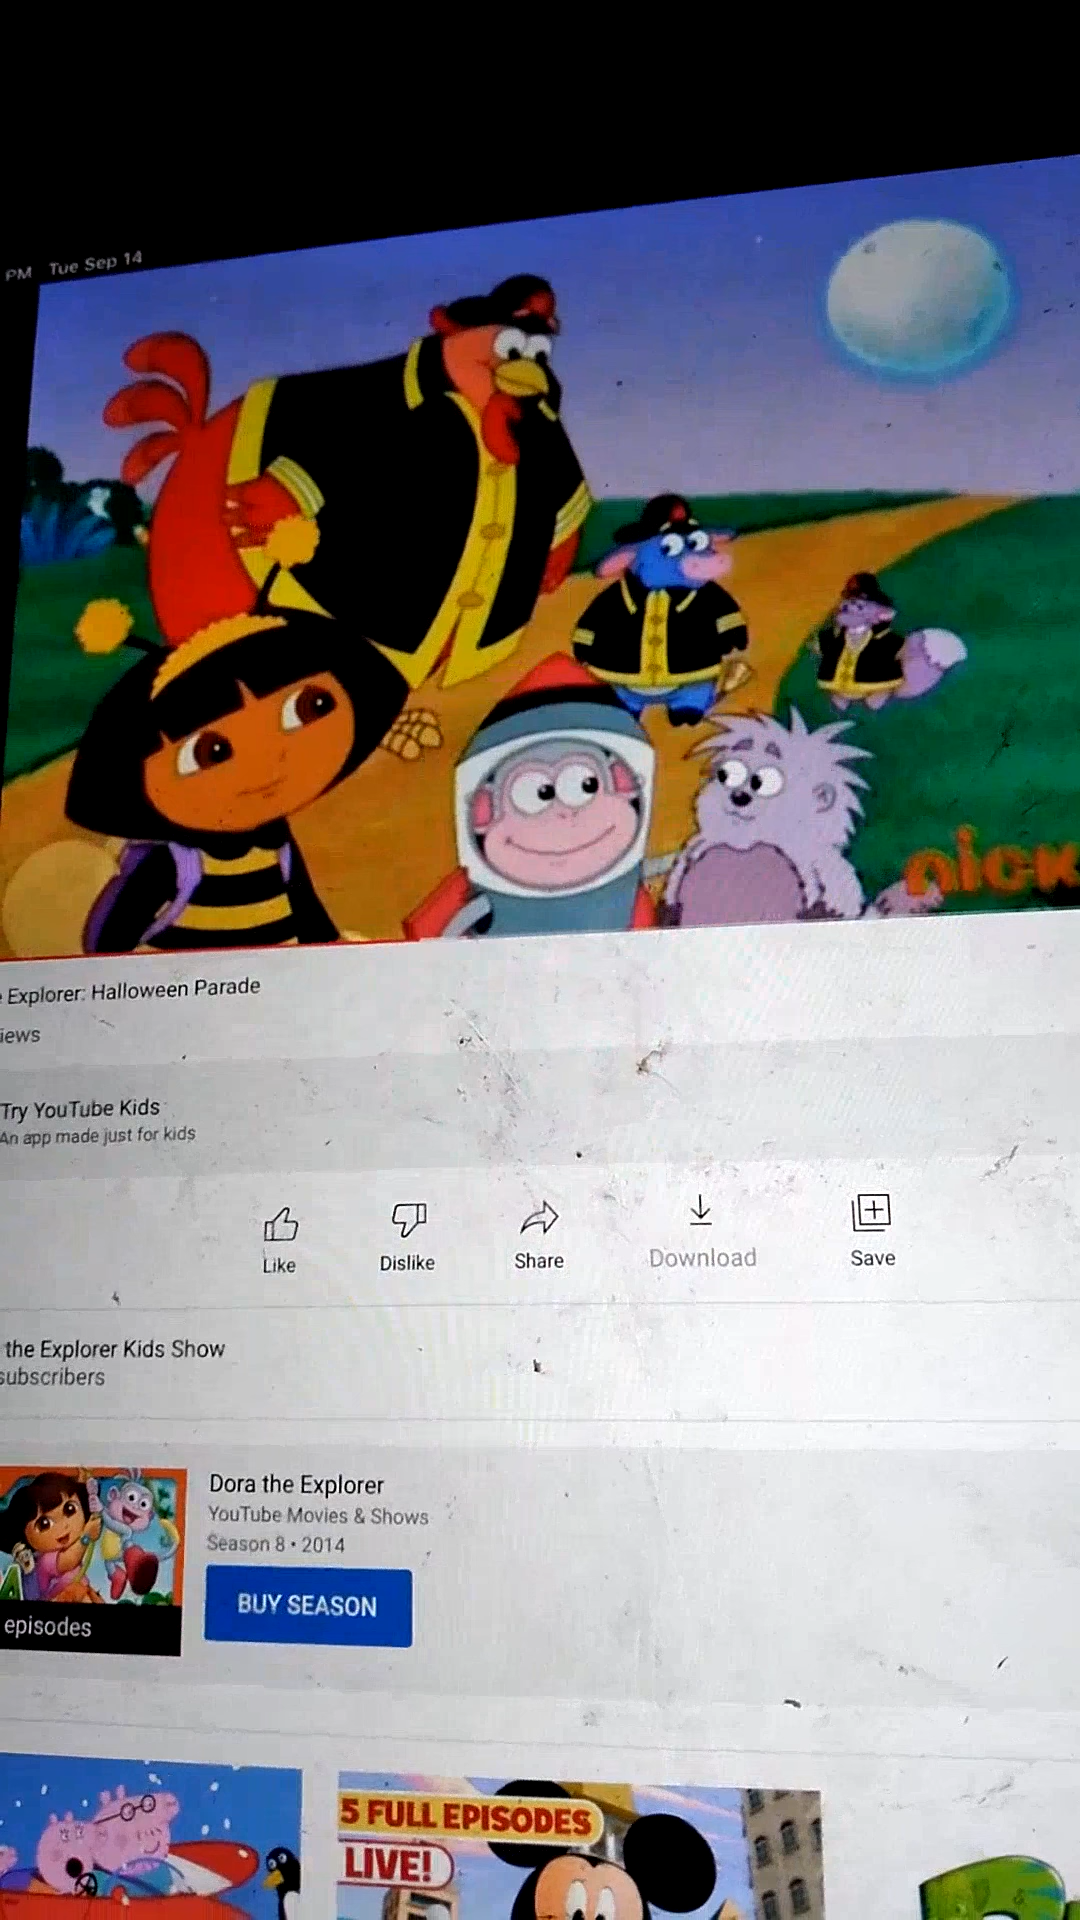 PM Tue Sep 14
nick
Explorer: Halloween Parade
iews
Try YouTube Kids
An app made just for kids
Like
Dislike
Share
Download
Save
the Explorer Kids Show
subscribers
Dora the Explorer
YouTube Movies & Shows
Season 8 • 2014
BUY SEASON
A
episodes
5 FULL EPISODES
LIVE!